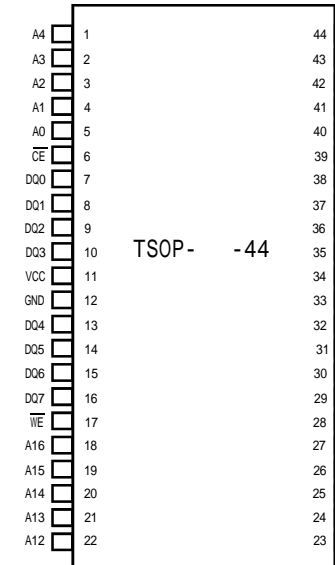 A4 1 44
A3 2 43
A2 3 42
A1 4 41
A0 5 40
C̅E̅ 6 39
DQ0 7 38
DQ1 8 37
DQ2 9 36
DQ3 10 TSOP- -44 35
VCC 11 34
GND 12 33
DQ4 13 32
DQ5 14 31
DQ6 15 30
DQ7 16 29
W̅E̅ 17 28
A16 18 27
A15 19 26
A14 20 25
A13 21 24
A12 22 23